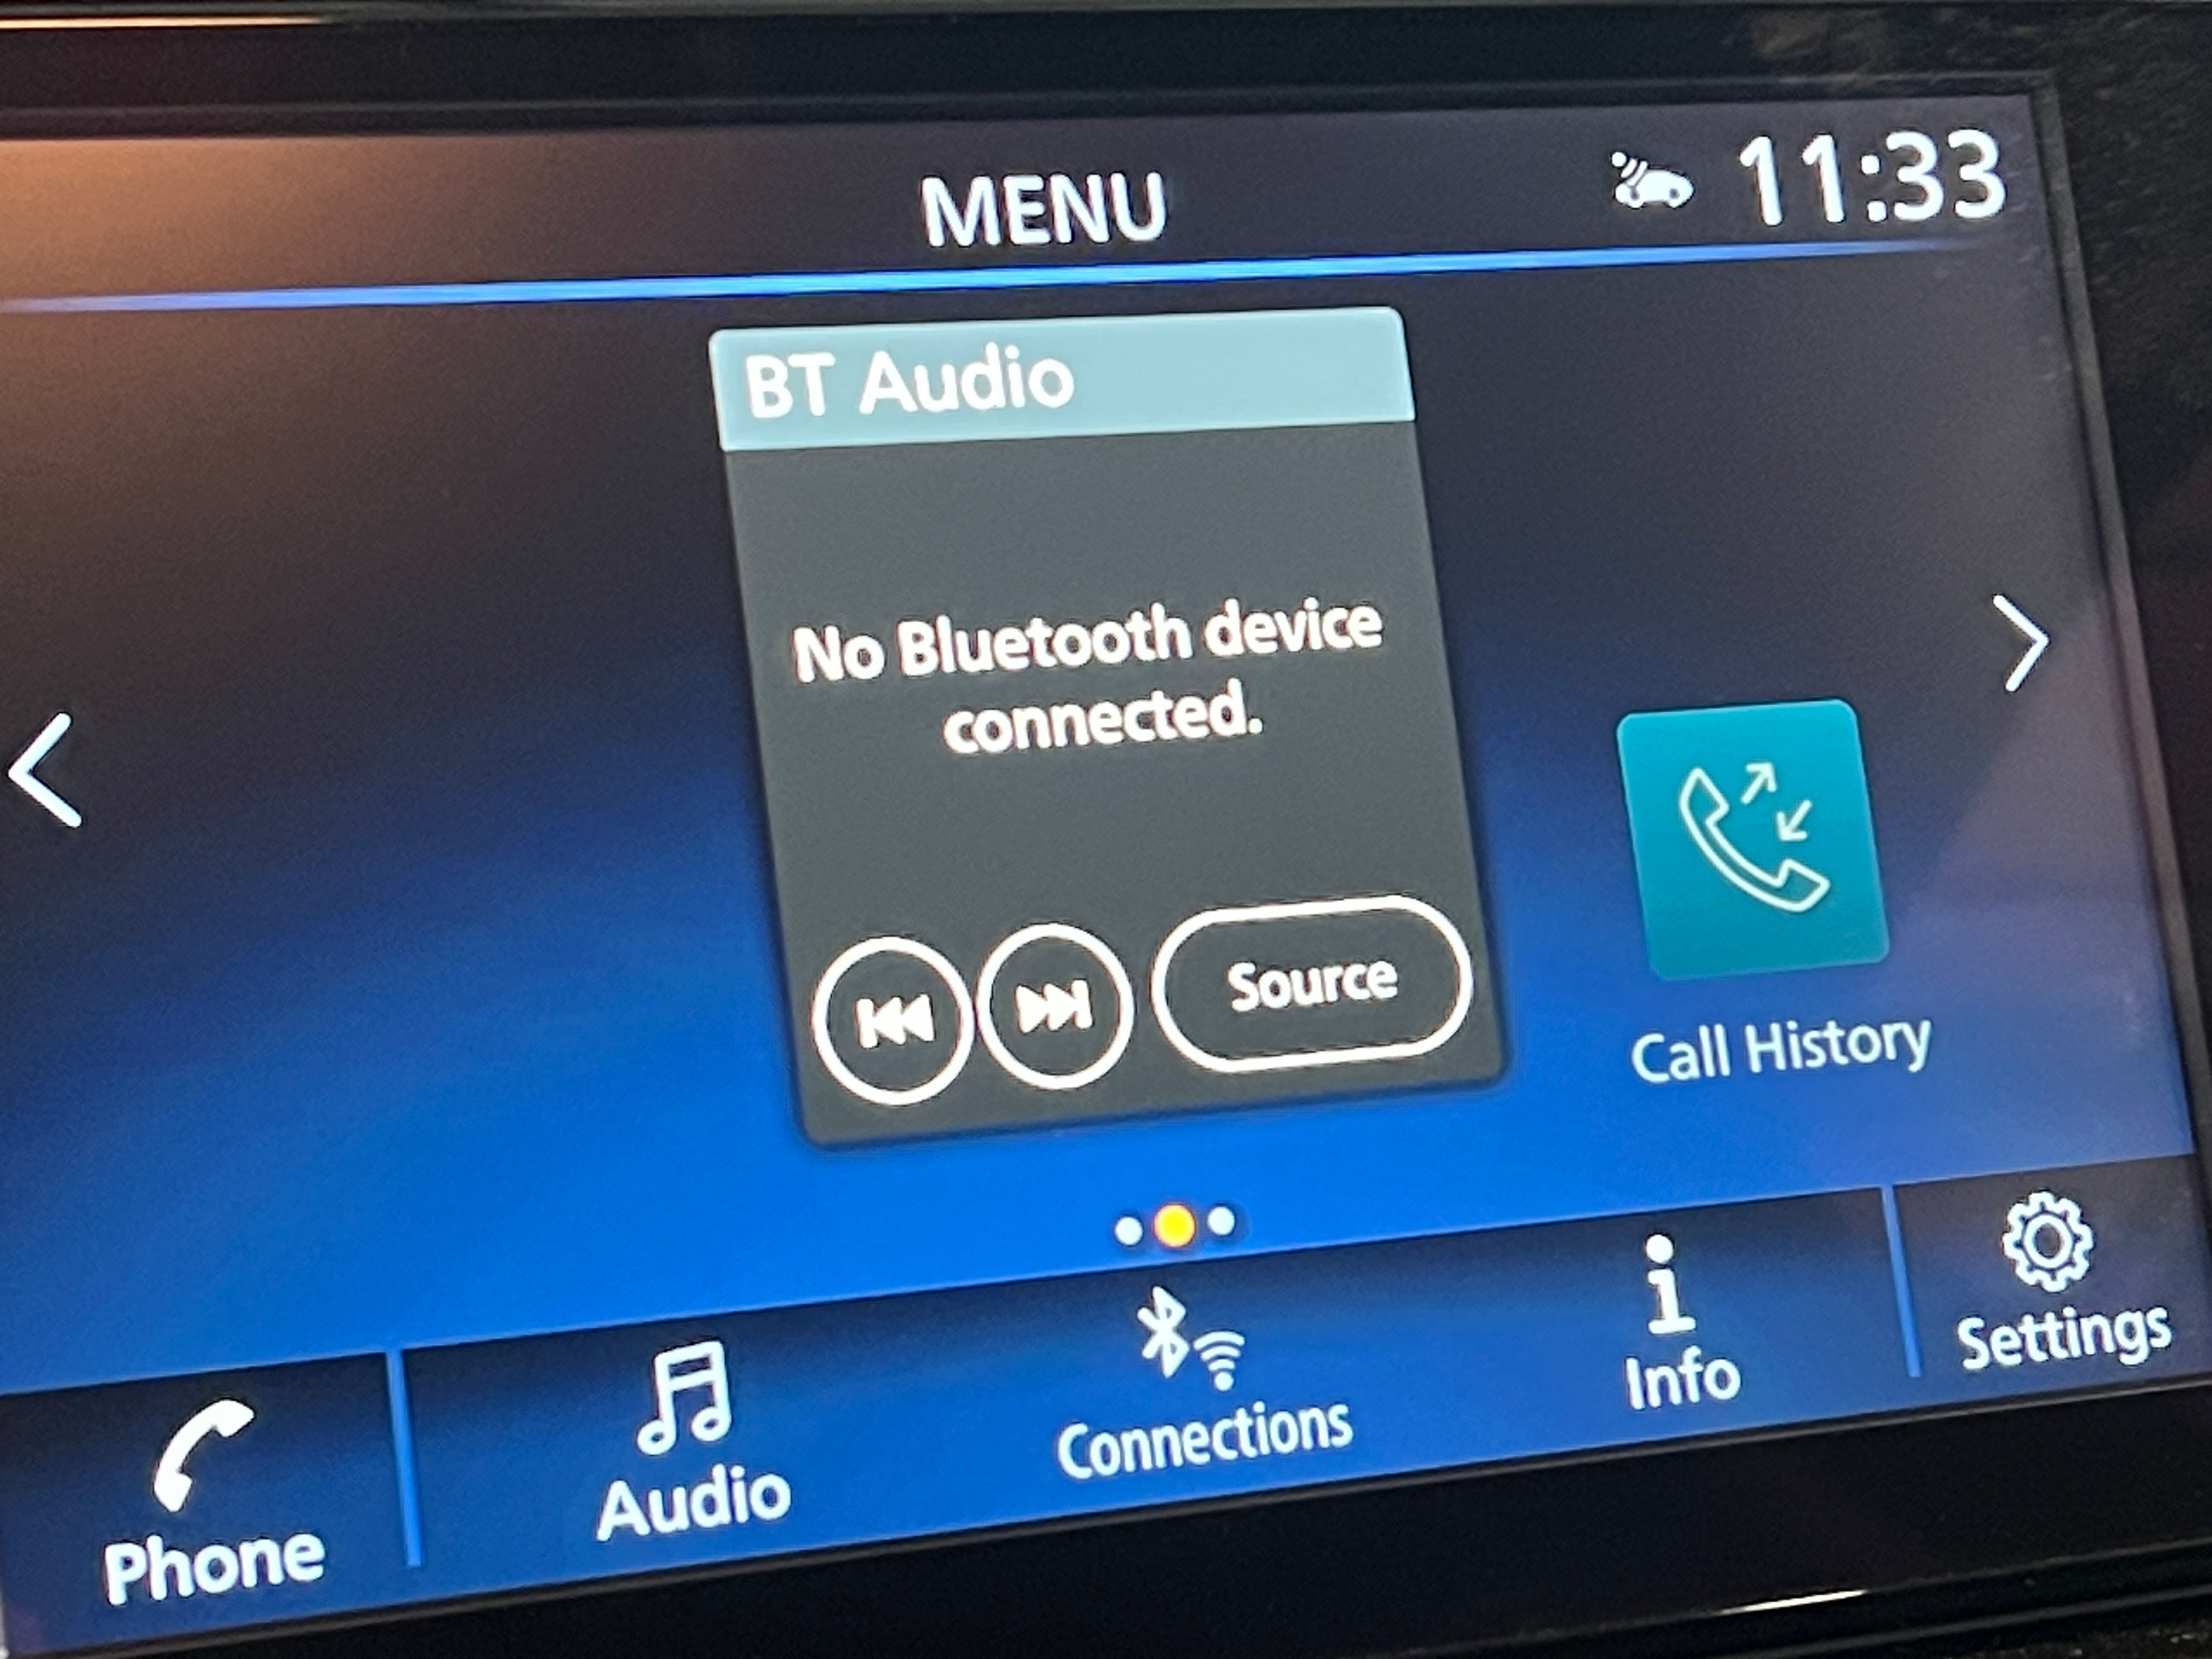 MENU
11:33
BT Audio
No Bluetooth device
connected.
Source
Call History
Phone
Audio
Connections
Info
Settings